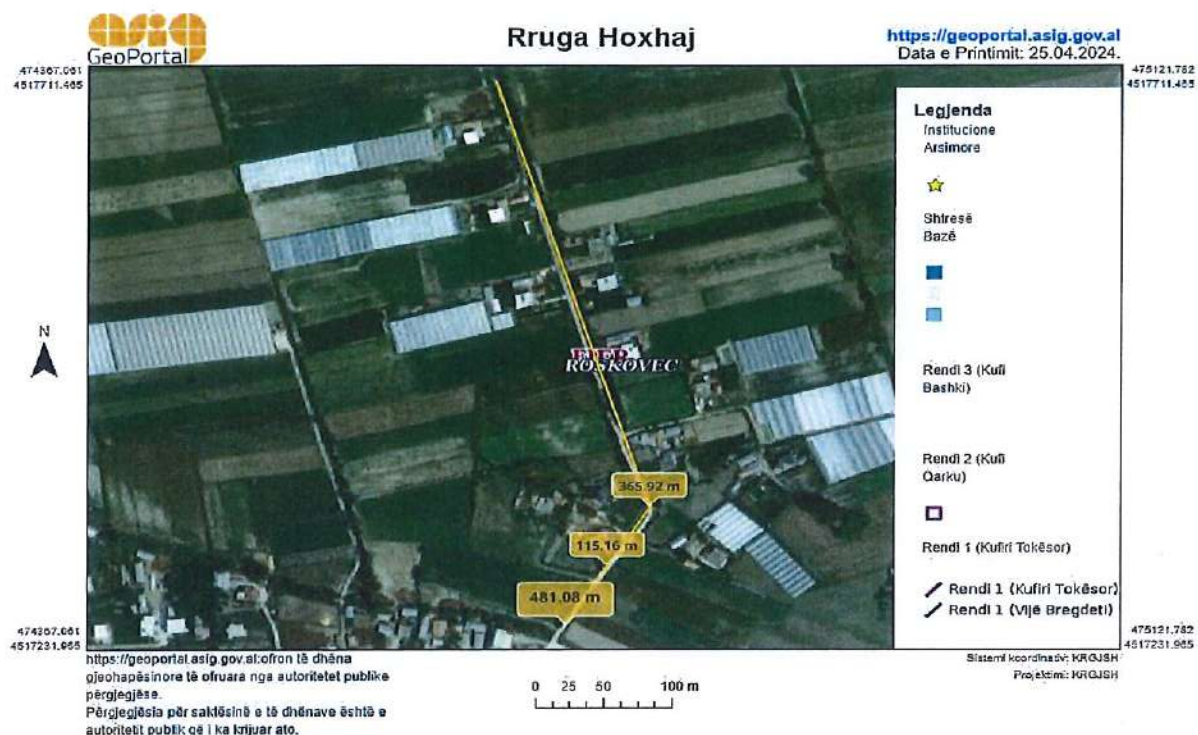 asig
GeoPortal
Rruga Hoxhaj
https://geoportal.asig.gov.al
Data e Printimit: 25.04.2024.
474367.061
4517711.465
475121.782
4517711.465
Legjenda
Institucione
Arsimore
Shtresë
Bazë
Rendi 3 (Kufi
Bashki)
Rendi 2 (Kufi
Qarku)
Rendi 1 (Kufiri Tokësor)
Rendi 1 (Kufiri Tokësor)
Rendi 1 (Vijë Bregdeti)
N
FIER
ROSKOVEC
365.92 m
115.16 m
481.08 m
474367.061
4517231.965
475121.782
4517231.965
https://geoportal.asig.gov.al:ofron të dhëna
gjeohapësinore të ofruara nga autoritetet publike
përgjegjëse.
Përgjegjësia për saktësinë e të dhënave është e
autoritetit publik që i ka krijuar ato.
0 25 50 100 m
Sistemi koordinativ: KRGJSH
Projeksioni: KRGJSH